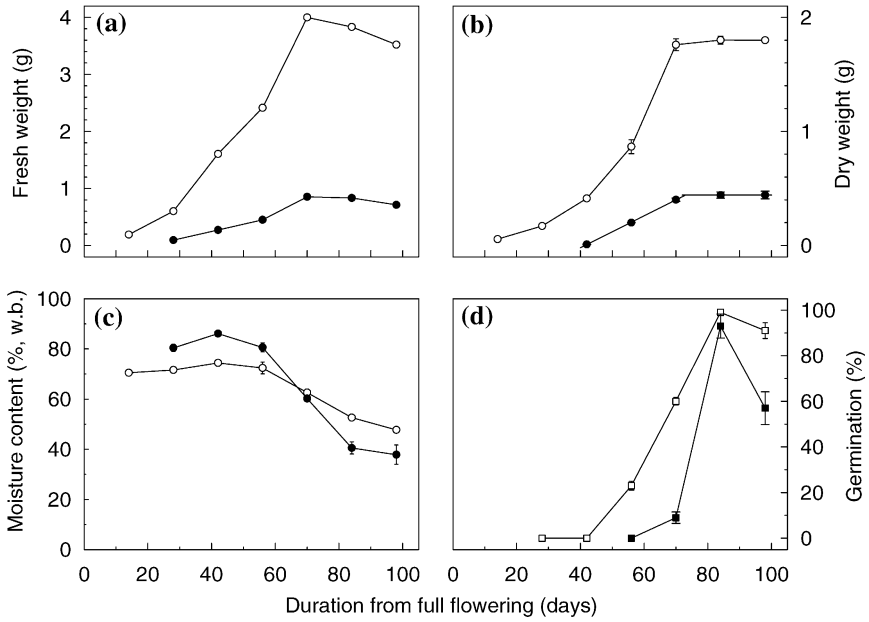 (a)
4
3
2
1
0
Fresh weight (g)
(b)
2
1
0
Dry weight (g)
(c)
100
80
60
40
20
0
Moisture content (%, w.b.)
0 20 40 60 80 100
(d)
100
80
60
40
20
0
Germination (%)
0 20 40 60 80 100
Duration from full flowering (days)